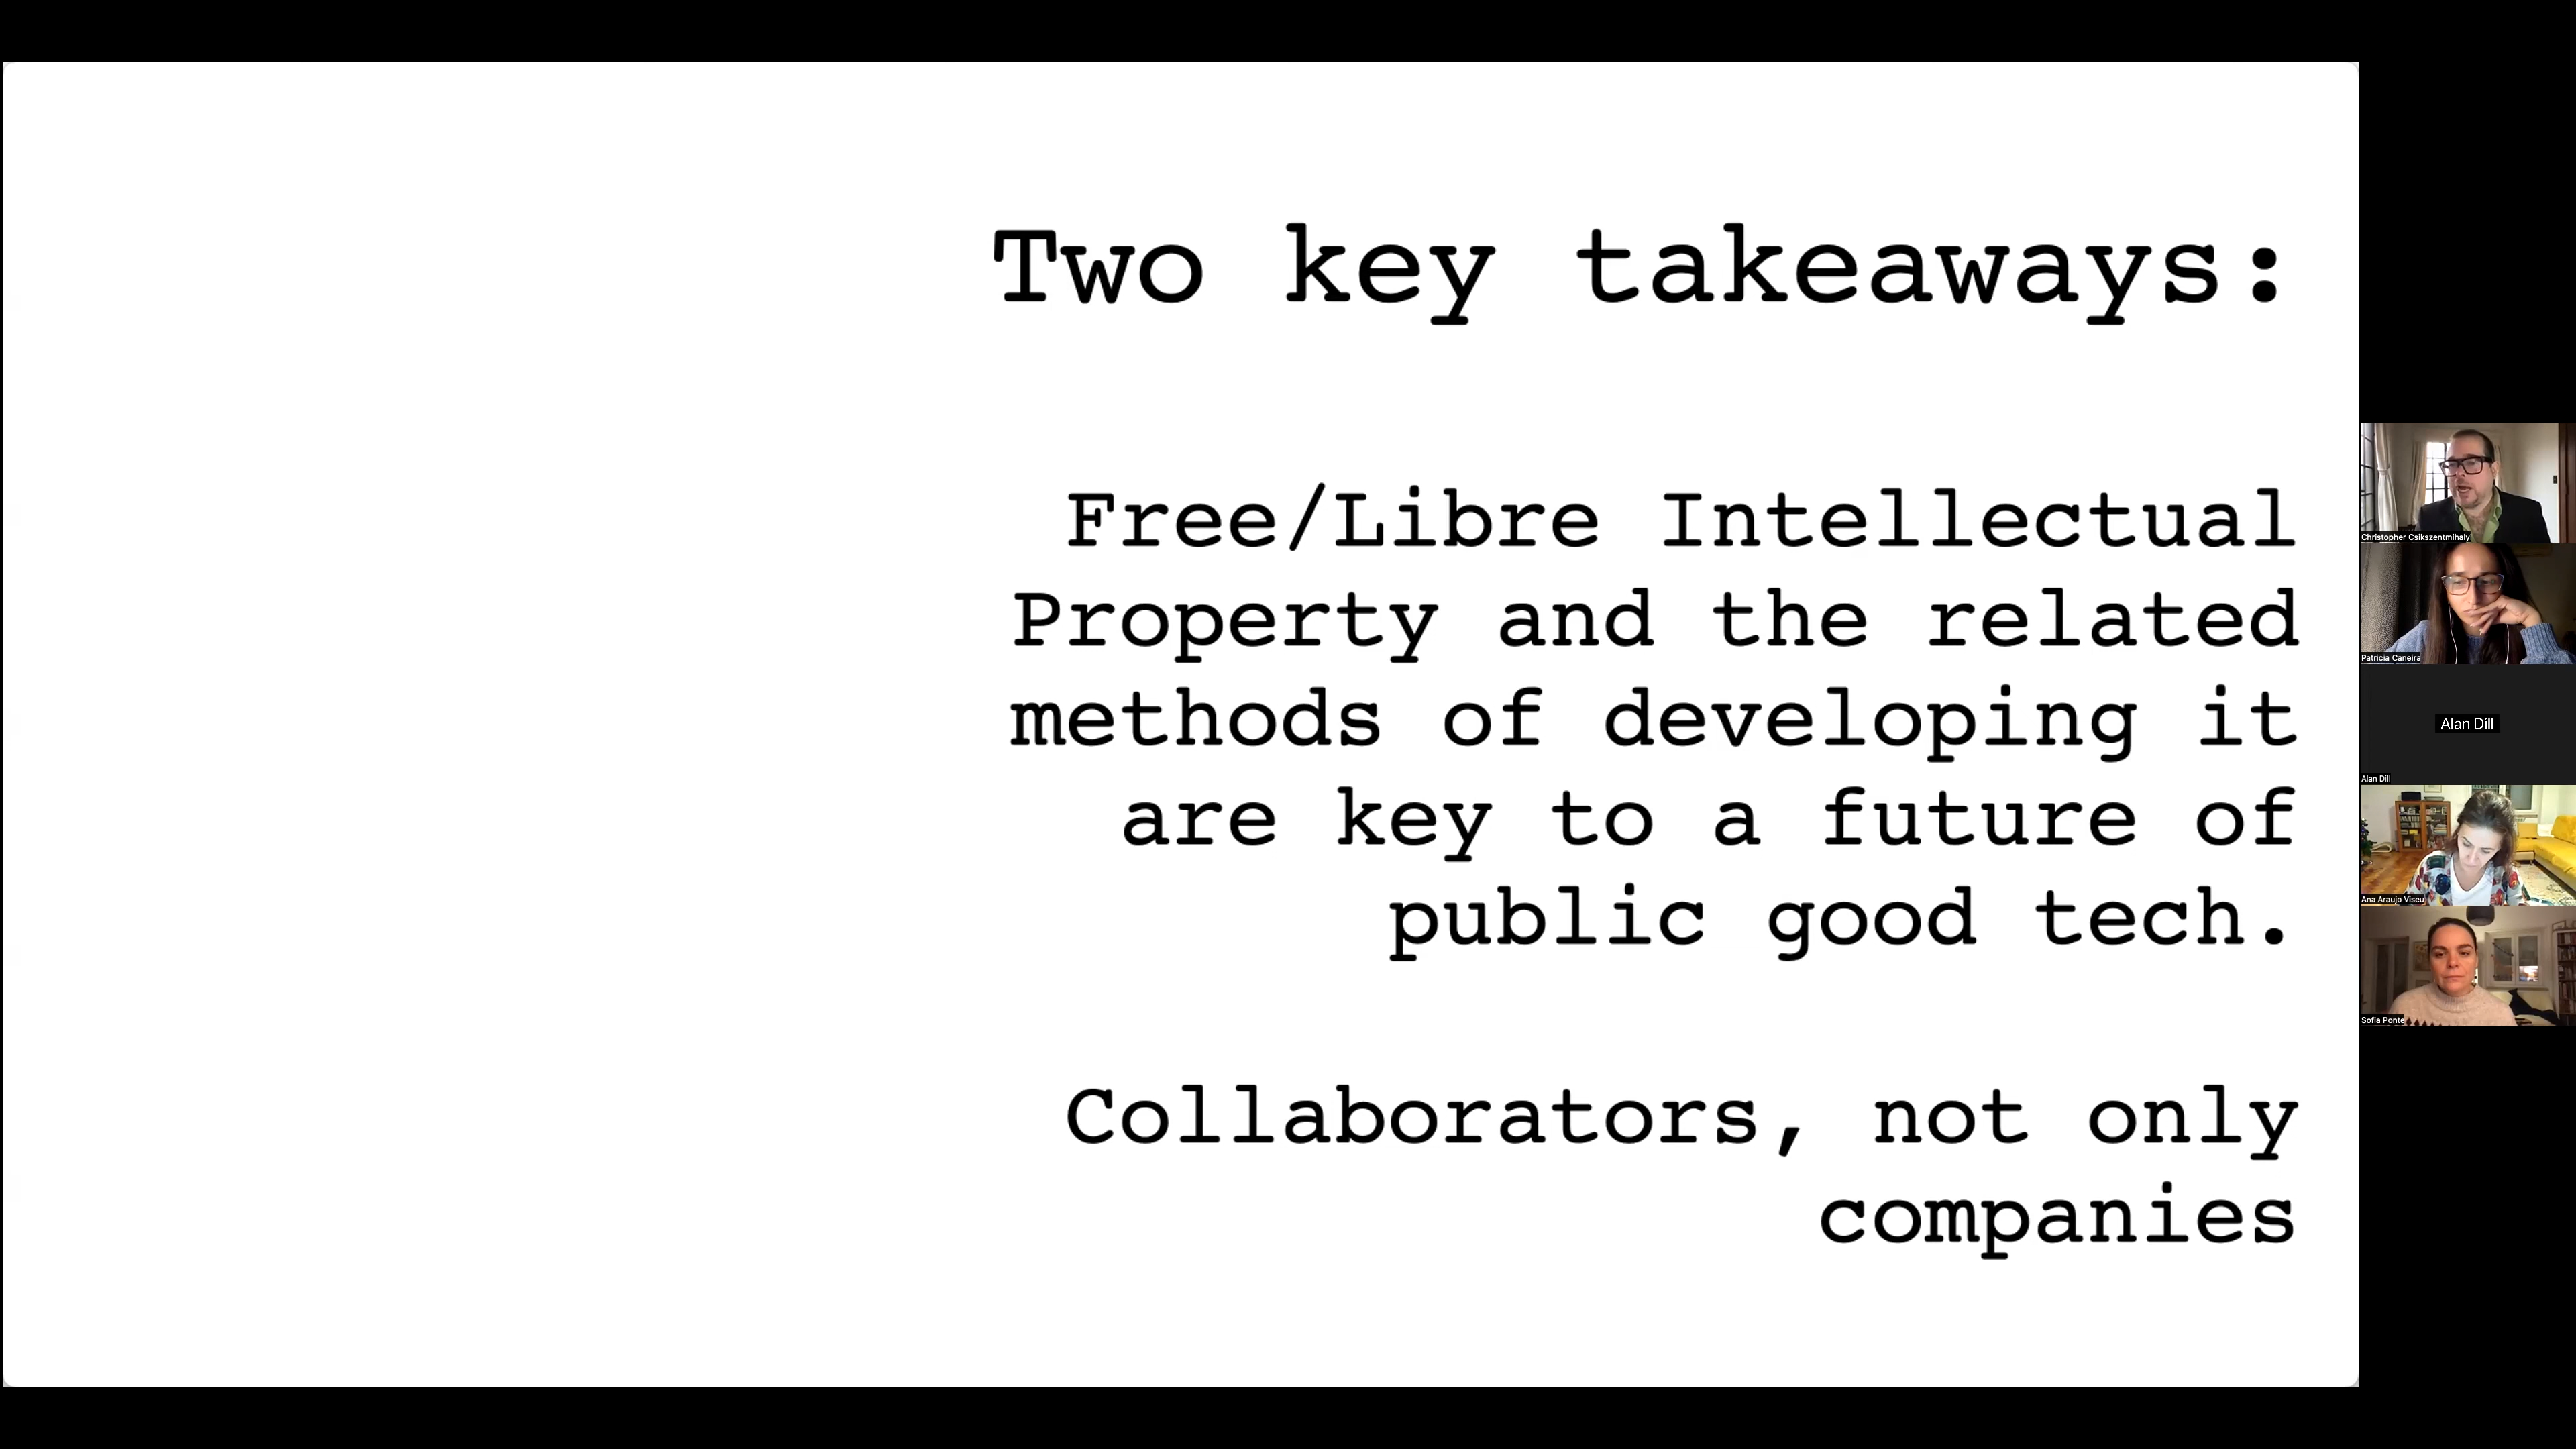 Two key takeaways:
Free/Libre Intellectual
Property and the related
methods of developing it
are key to a future of
public good tech.
Collaborators, not only
companies
Christopher Csikszentmihalyi
Patricia Caneira
Alan Dill
Alan Dill
Ana Araujo Viseu
Sofia Ponte